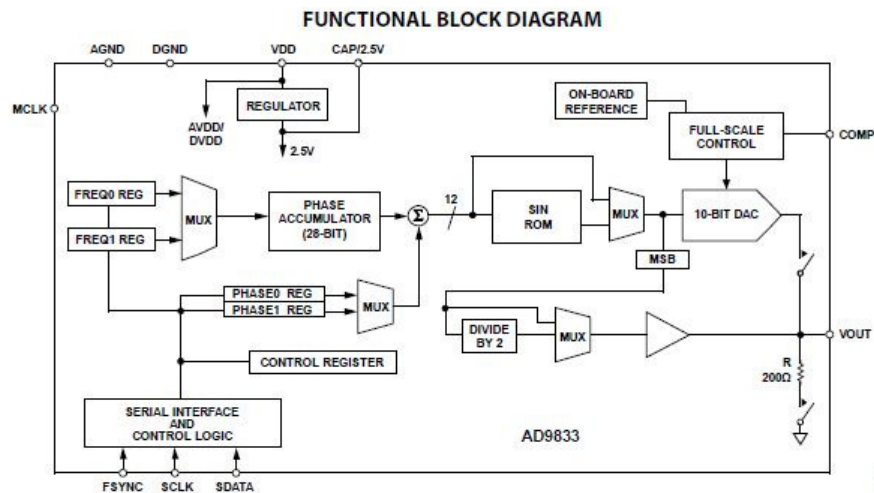 FUNCTIONAL BLOCK DIAGRAM
AGND
DGND
VDD
CAP/2.5V
MCLK
REGULATOR
AVDD/
DVDD
2.5V
ON-BOARD
REFERENCE
FULL-SCALE
CONTROL
COMP
FREQ0 REG
FREQ1 REG
MUX
PHASE
ACCUMULATOR
(28-BIT)
Σ
12
SIN
ROM
MUX
10-BIT DAC
MSB
PHASE0 REG
PHASE1 REG
MUX
DIVIDE
BY 2
MUX
VOUT
R
200Ω
CONTROL REGISTER
SERIAL INTERFACE
AND
CONTROL LOGIC
AD9833
FSYNC
SCLK
SDATA